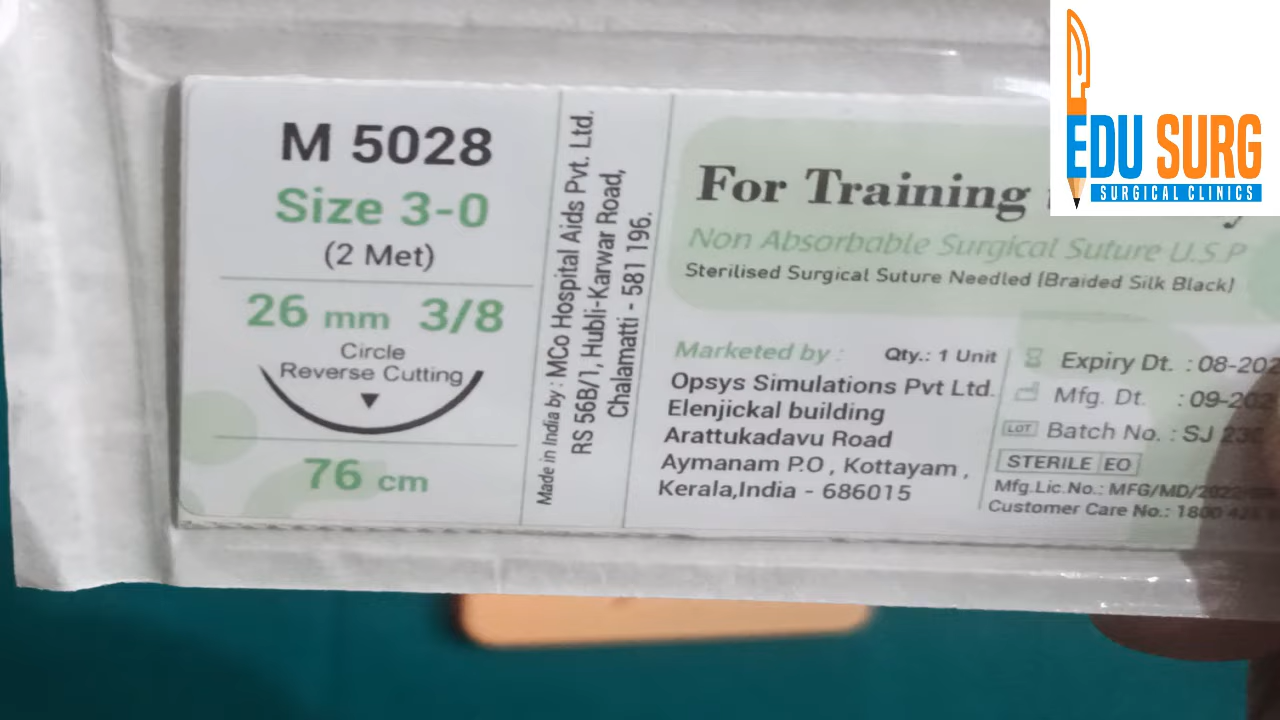 M 5028
Size 3-0
(2 Met)
26 mm 3/8
Circle
Reverse Cutting
76 cm
Made in India by : MCo Hospital Aids Pvt. Ltd.
RS 56B/1, Hubli-Karwar Road,
Chalamatti - 581 196.
For Training
Non Absorbable Surgical Suture U.S.P
Sterilised Surgical Suture Needled (Braided Silk Black)
Marketed by : Qty.: 1 Unit
Opsys Simulations Pvt Ltd.
Elenjickal building
Arattukadavu Road
Aymanam P.O , Kottayam ,
Kerala,India - 686015
Expiry Dt. : 08-202
Mfg. Dt. : 09-202
LOT Batch No. : SJ 230
STERILE EO
Mfg.Lic.No.: MFG/MD/2022
Customer Care No.: 1800
EDU SURG
SURGICAL CLINICS